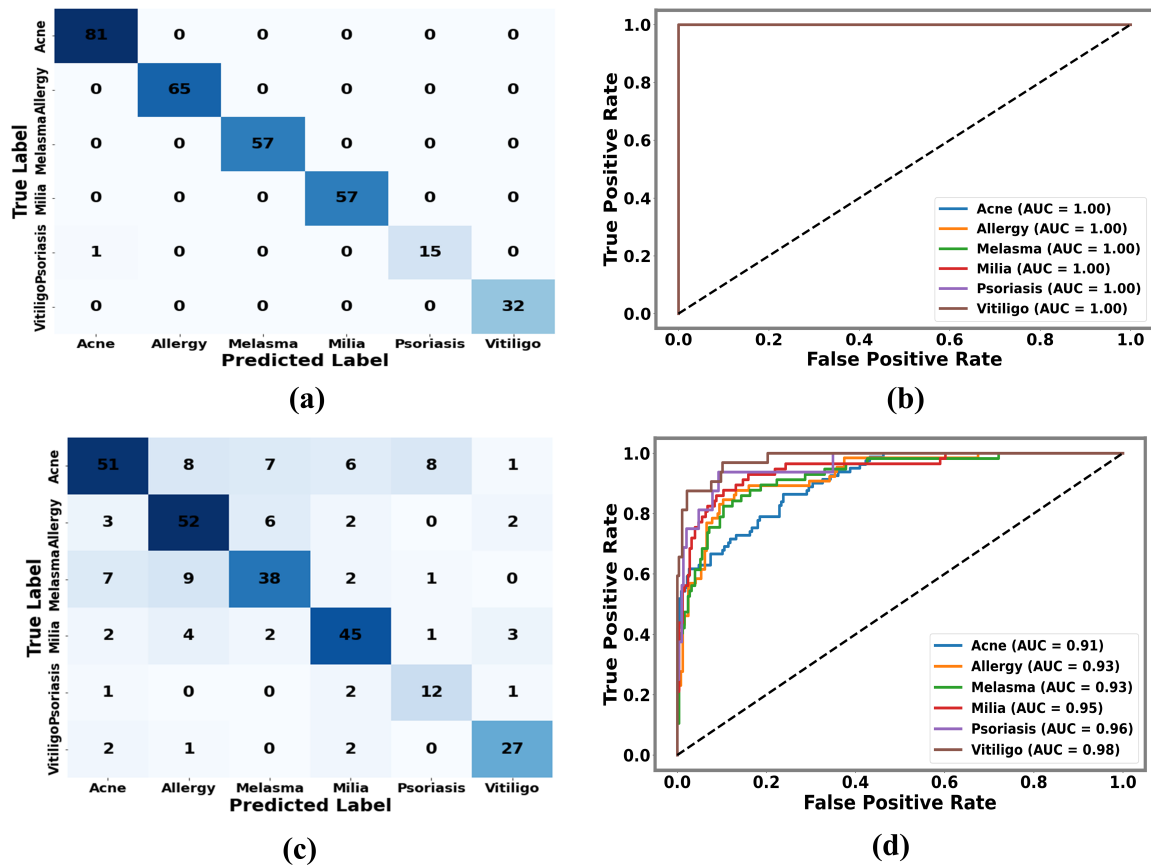 Acne 81 0 0 0 0 0
Allergy 0 65 0 0 0 0
Melasma 0 0 57 0 0 0
Milia 0 0 0 57 0 0
Psoriasis 1 0 0 0 15 0
Vitiligo 0 0 0 0 0 32
True Label
Acne Allergy Melasma Milia Psoriasis Vitiligo
Predicted Label
(a)
True Positive Rate
1.0
0.8
0.6
0.4
0.2
0.0
Acne (AUC = 1.00)
Allergy (AUC = 1.00)
Melasma (AUC = 1.00)
Milia (AUC = 1.00)
Psoriasis (AUC = 1.00)
Vitiligo (AUC = 1.00)
0.0 0.2 0.4 0.6 0.8 1.0
False Positive Rate
(b)
Acne 51 8 7 6 8 1
Allergy 3 52 6 2 0 2
Melasma 7 9 38 2 1 0
Milia 2 4 2 45 1 3
Psoriasis 1 0 0 2 12 1
Vitiligo 2 1 0 2 0 27
True Label
Acne Allergy Melasma Milia Psoriasis Vitiligo
Predicted Label
(c)
True Positive Rate
1.0
0.8
0.6
0.4
0.2
0.0
Acne (AUC = 0.91)
Allergy (AUC = 0.93)
Melasma (AUC = 0.93)
Milia (AUC = 0.95)
Psoriasis (AUC = 0.96)
Vitiligo (AUC = 0.98)
0.0 0.2 0.4 0.6 0.8 1.0
False Positive Rate
(d)